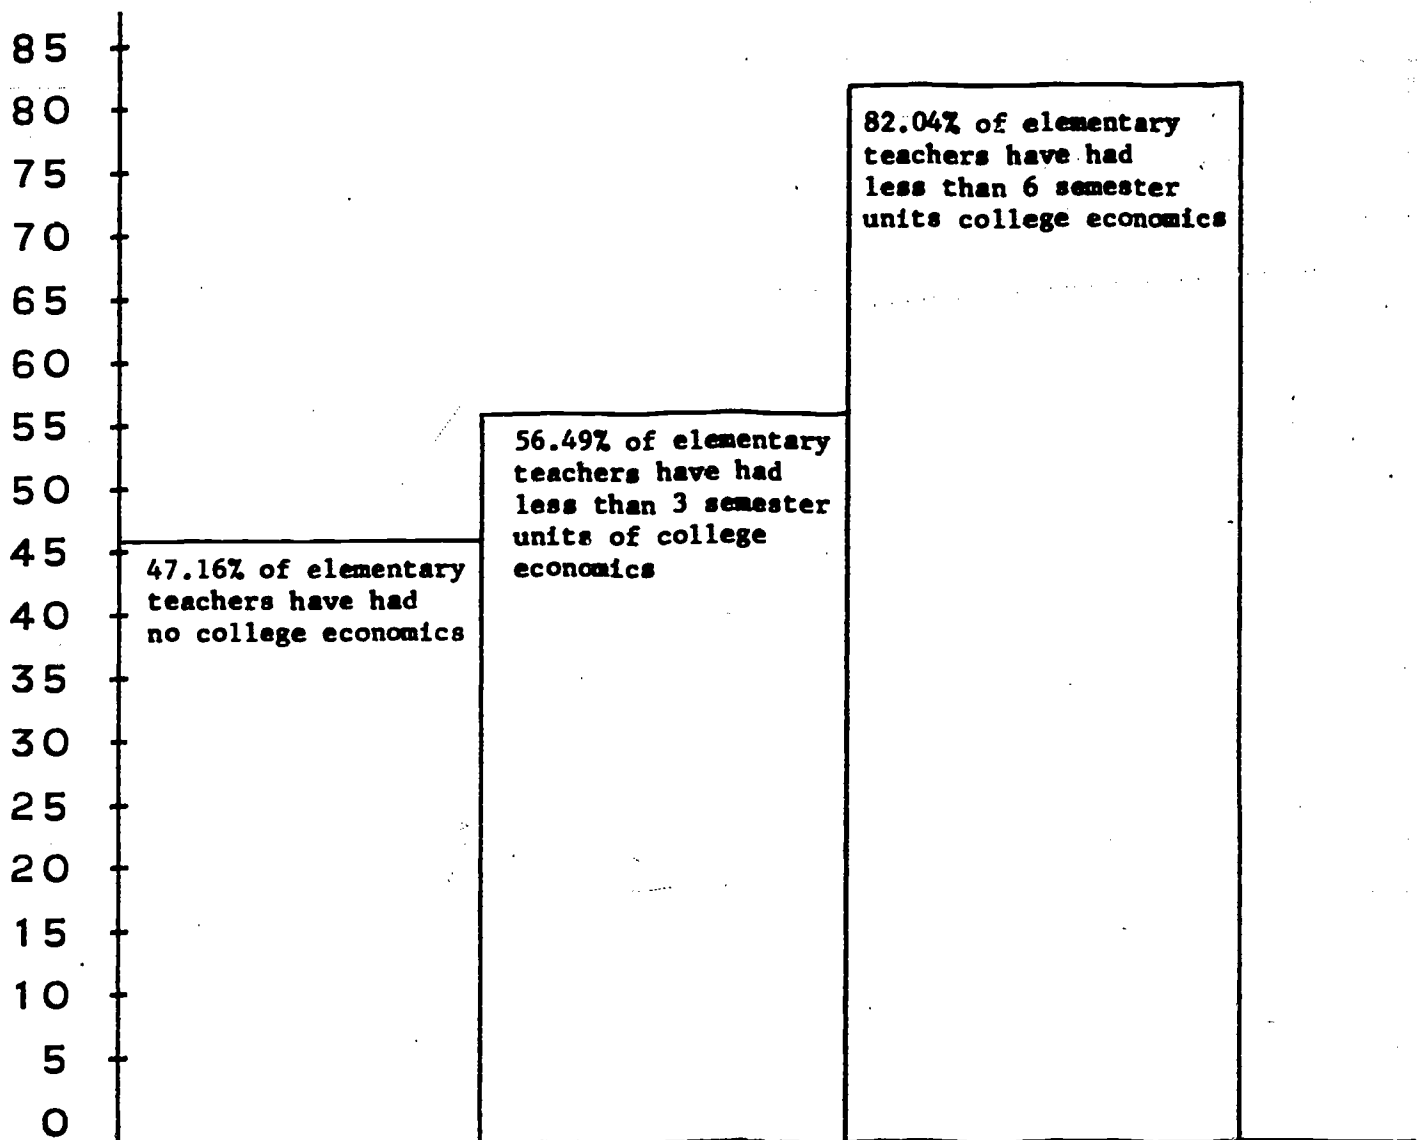 85
80
75
70
65
60
55
50
45
40
35
30
25
20
15
10
5
0
47.16% of elementary
teachers have had
no college economics
56.49% of elementary
teachers have had
less than 3 semester
units of college
economics
82.04% of elementary
teachers have had
less than 6 semester
units college economics